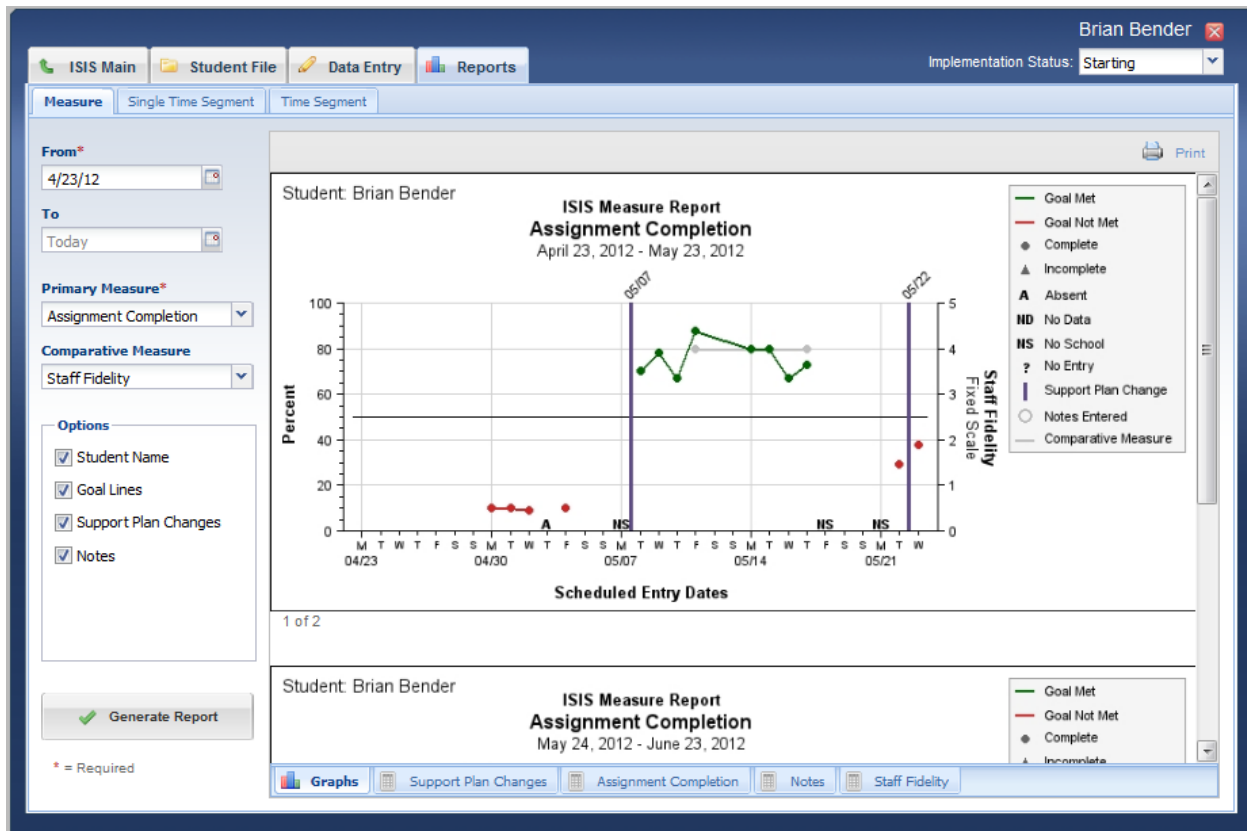 Brian Bender
ISIS Main Student File Data Entry Reports
Implementation Status: Starting
Measure Single Time Segment Time Segment
From*
4/23/12
To
Today
Primary Measure*
Assignment Completion
Comparative Measure
Staff Fidelity
Options
Student Name
Goal Lines
Support Plan Changes
Notes
Generate Report
* = Required
Print
Student: Brian Bender
ISIS Measure Report
Assignment Completion
April 23, 2012 - May 23, 2012
05/07
05/22
100
80
60
40
20
0
Percent
5
4
3
2
1
0
Staff Fidelity
Fixed Scale
A NS NS NS
M T W T F S S M T W T F S S M T W T F S S M T W T F S S M T W
04/23 04/30 05/07 05/14 05/21
Scheduled Entry Dates
Goal Met
Goal Not Met
Complete
Incomplete
A Absent
ND No Data
NS No School
? No Entry
Support Plan Change
Notes Entered
Comparative Measure
1 of 2
Student: Brian Bender
ISIS Measure Report
Assignment Completion
May 24, 2012 - June 23, 2012
Goal Met
Goal Not Met
Complete
Incomplete
Graphs Support Plan Changes Assignment Completion Notes Staff Fidelity